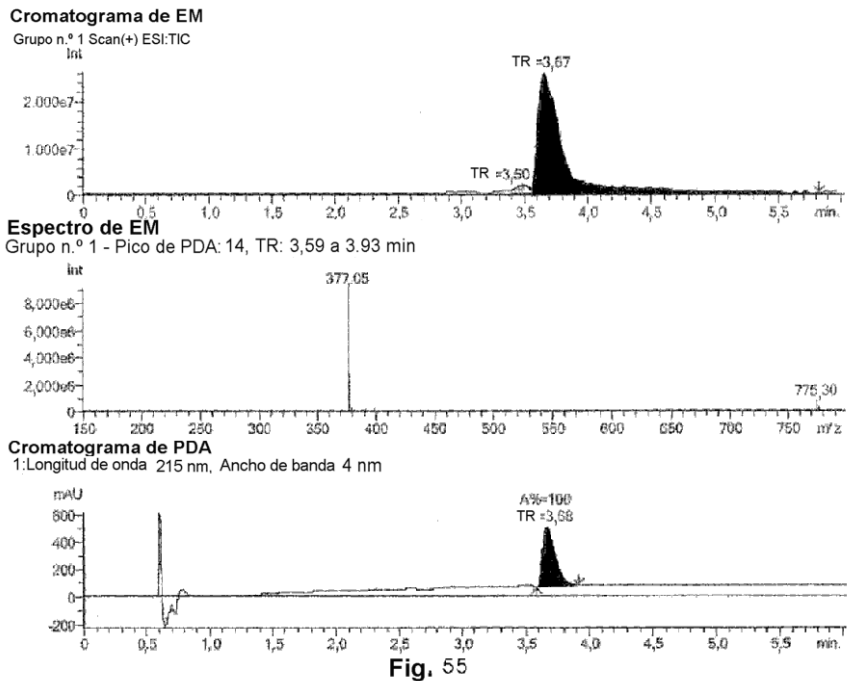 Cromatograma de EM
Grupo n.º 1 Scan(+) ESI:TIC
Int
TR =3,67
2.000e7
1.000e7
TR =3,50
0
0 0,5 1,0 1,5 2,0 2,5 3,0 3,5 4,0 4,5 5,0 5,5 min.
Espectro de EM
Grupo n.º 1 - Pico de PDA: 14, TR: 3,59 a 3.93 min
Int
377,05
8,000e6
6,000e6
4,000e6
2,000e6
775,30
0
150 200 250 300 350 400 450 500 550 600 650 700 750 m/z
Cromatograma de PDA
1:Longitud de onda 215 nm, Ancho de banda 4 nm
mAU
A%=100
600
TR =3,68
400
200
0
-200
0 0,5 1,0 1,5 2,0 2,5 3,0 3,5 4,0 4,5 5,0 5,5 min.
Fig. 55